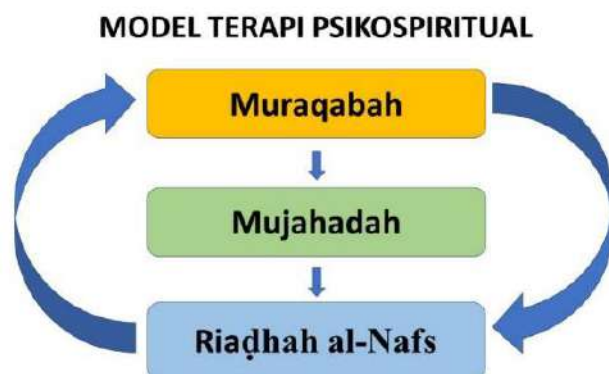 MODEL TERAPI PSIKOSPIRITUAL
Muraqabah
Mujahadah
Riaḍhah al-Nafs